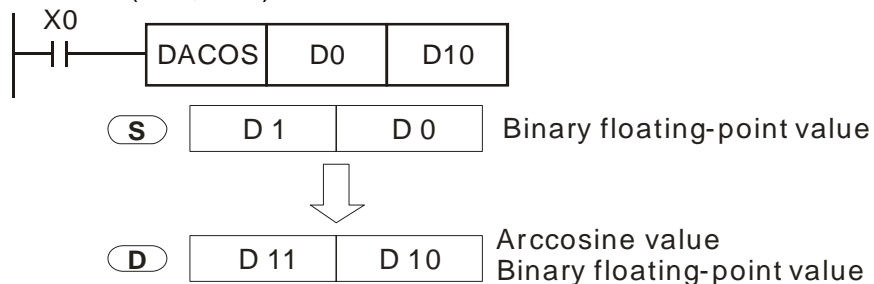 X0
DACOS D0 D10
S D 1 D 0 Binary floating-point value
D D 11 D 10 Arccosine value
Binary floating-point value